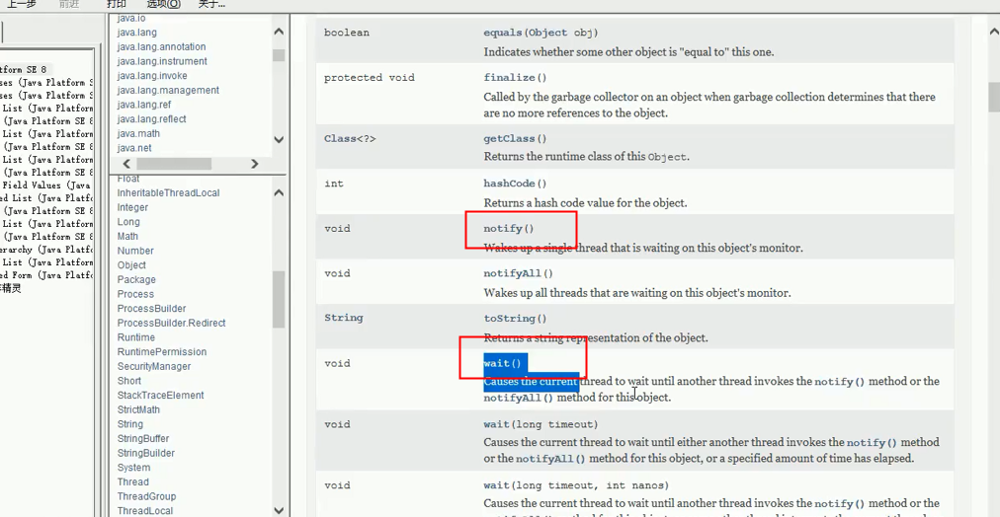 上一步 前进 打印 选项(O) 关于...
tform SE 8
ses (Java Platform S
ses (Java Platform S
List (Java Platform
(Java Platform SE 8
List (Java Platform
(Java Platform SE 8
List (Java Platform
(Java Platform SE 8
Field Values (Java
List (Java Platform
(Java Platform SE 8
List (Java Platform
(Java Platform SE 8
erarchy (Java Platfo
List (Java Platform
ed Form (Java Platfo
精灵
java.io
java.lang
java.lang.annotation
java.lang.instrument
java.lang.invoke
java.lang.management
java.lang.ref
java.lang.reflect
java.math
java.net
Float
InheritableThreadLocal
Integer
Long
Math
Number
Object
Package
Process
ProcessBuilder
ProcessBuilder.Redirect
Runtime
RuntimePermission
SecurityManager
Short
StackTraceElement
StrictMath
String
StringBuffer
StringBuilder
System
Thread
ThreadGroup
ThreadLocal
boolean equals(Object obj)
Indicates whether some other object is "equal to" this one.
protected void finalize()
Called by the garbage collector on an object when garbage collection determines that there
are no more references to the object.
Class<?> getClass()
Returns the runtime class of this Object.
int hashCode()
Returns a hash code value for the object.
void notify()
Wakes up a single thread that is waiting on this object's monitor.
void notifyAll()
Wakes up all threads that are waiting on this object's monitor.
String toString()
Returns a string representation of the object.
void wait()
Causes the current thread to wait until another thread invokes the notify() method or the
notifyAll() method for this object.
void wait(long timeout)
Causes the current thread to wait until either another thread invokes the notify() method
or the notifyAll() method for this object, or a specified amount of time has elapsed.
void wait(long timeout, int nanos)
Causes the current thread to wait until another thread invokes the notify() method or the